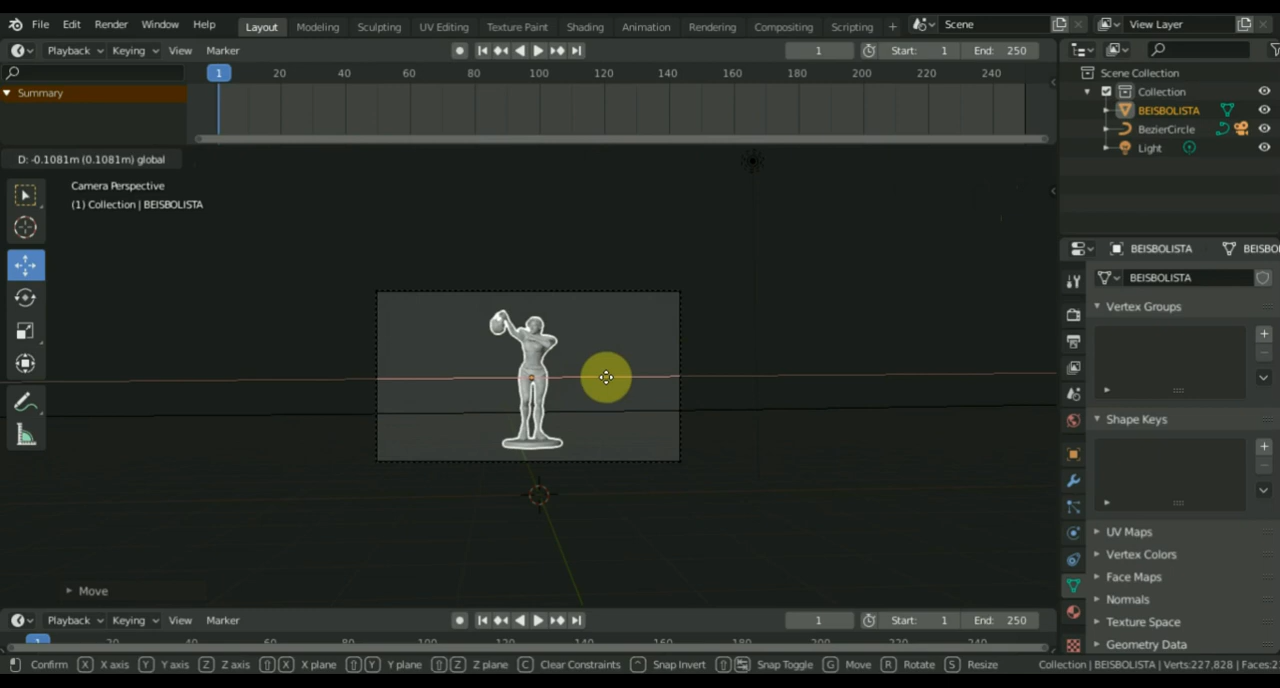 File Edit Render Window Help Layout Modeling Sculpting UV Editing Texture Paint Shading Animation Rendering Compositing Scripting + Scene View Layer
Playback Keying View Marker 1 Start: 1 End: 250
1 20 40 60 80 100 120 140 160 180 200 220 240
Summary
Scene Collection
Collection
BEISBOLISTA
BezierCircle
Light
D: -0.1081m (0.1081m) global
Camera Perspective
(1) Collection | BEISBOLISTA
BEISBOLISTA BEISBO
BEISBOLISTA
Vertex Groups
Shape Keys
UV Maps
Vertex Colors
Face Maps
Normals
Texture Space
Geometry Data
Move
Playback Keying View Marker 1 Start: 1 End: 250
Confirm X X axis Y Y axis Z Z axis X X plane Y Y plane Z Z plane C Clear Constraints ^ Snap Invert Snap Toggle G Move R Rotate S Resize Collection | BEISBOLISTA | Verts:227,828 | Faces:2